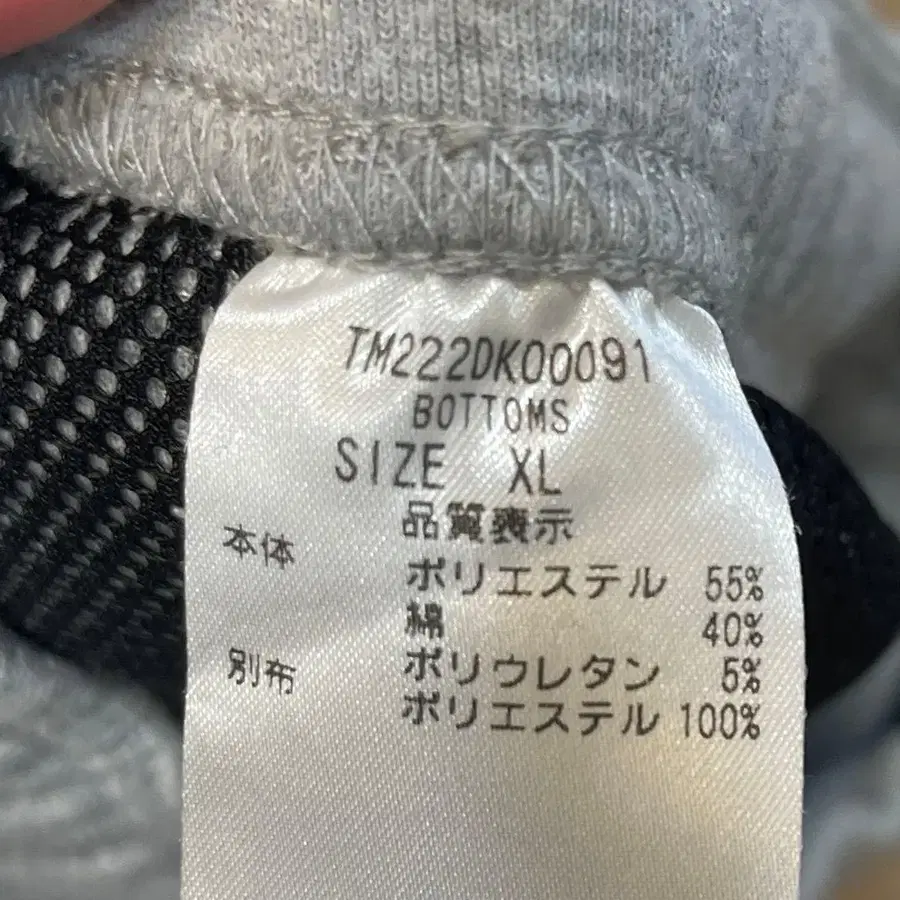 TM222DK00091
BOTTOMS
SIZE XL
品質表示
本体
ポリエステル 55%
綿 40%
ポリウレタン 5%
別布
ポリエステル 100%